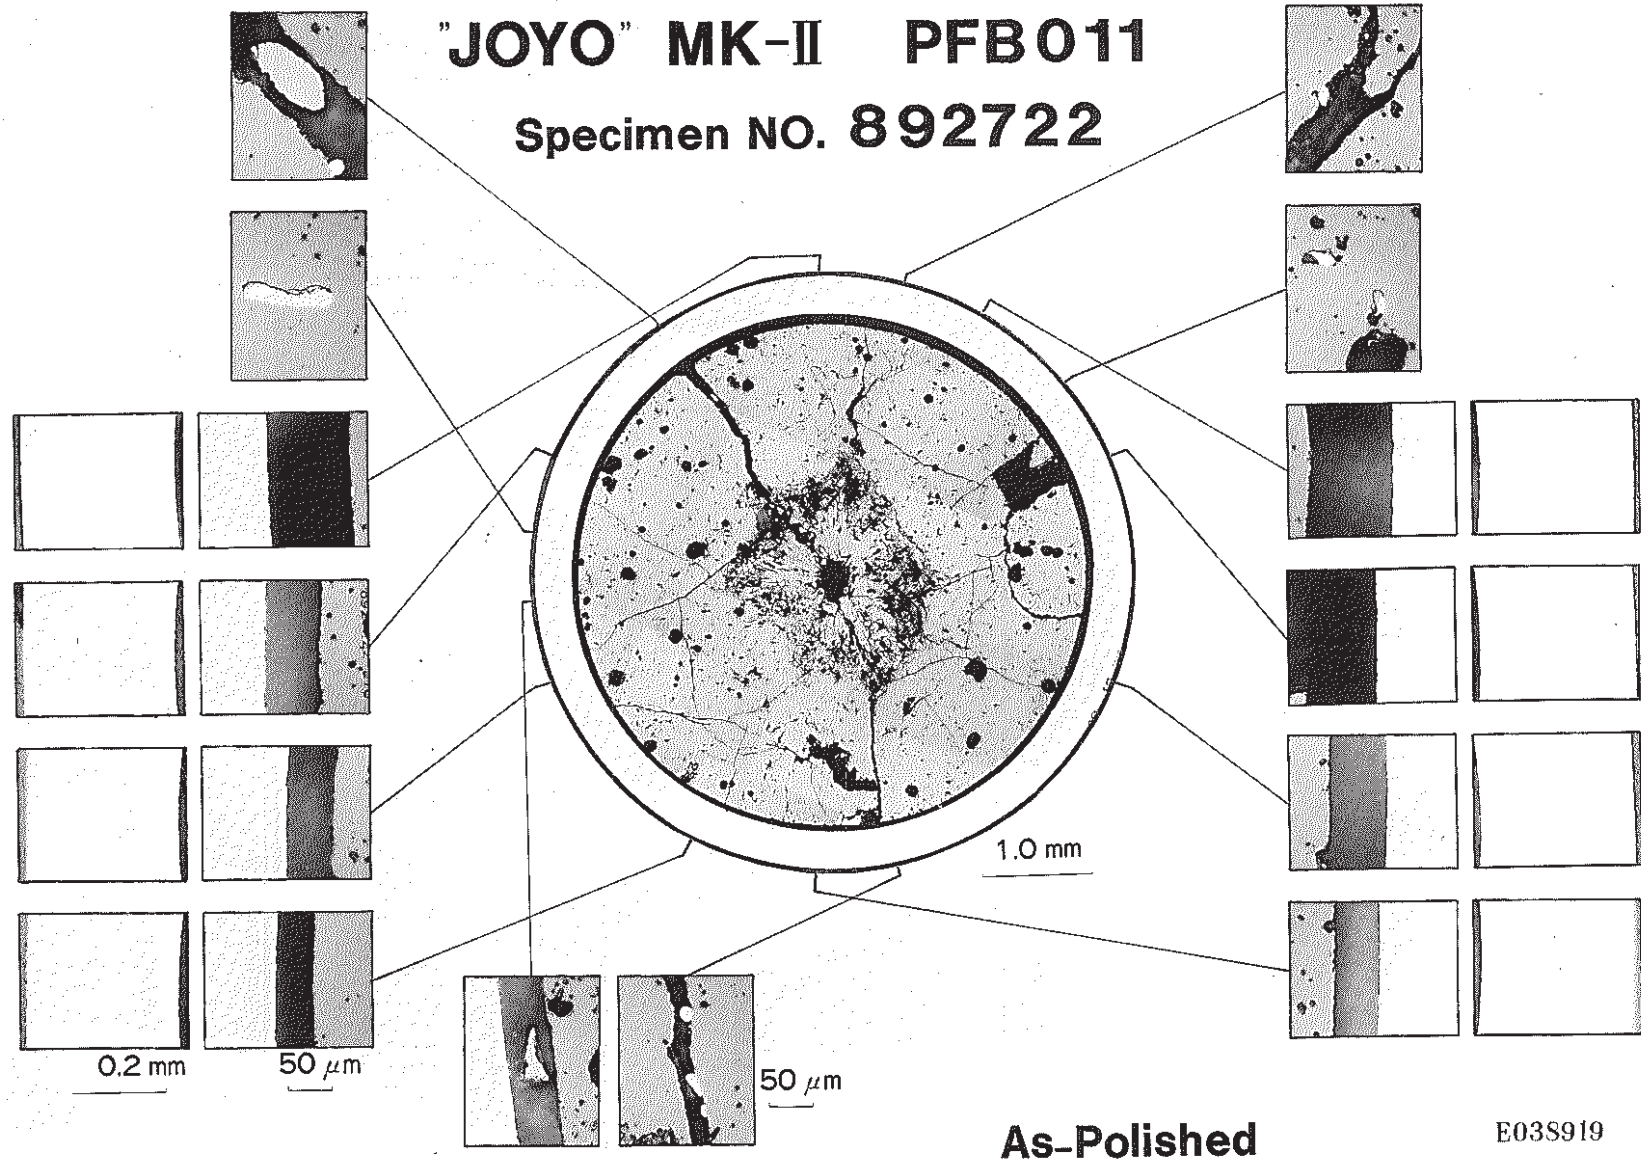 "JOYO" MK-II PFB011
Specimen NO. 892722
1.0 mm
0.2 mm
50 μm
50 μm
As-Polished
E038919